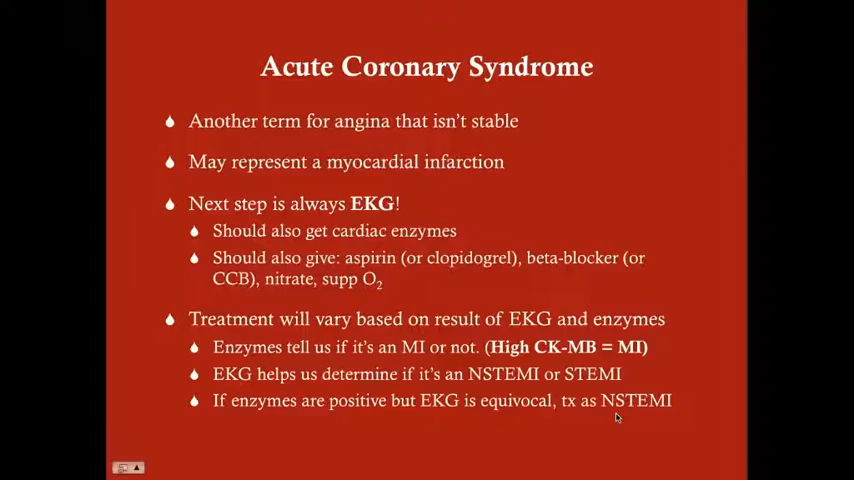 Acute Coronary Syndrome
Another term for angina that isn't stable
May represent a myocardial infarction
Next step is always EKG!
Should also get cardiac enzymes
Should also give: aspirin (or clopidogrel), beta-blocker (or
CCB), nitrate, supp O₂
Treatment will vary based on result of EKG and enzymes
Enzymes tell us if it's an MI or not. (High CK-MB = MI)
EKG helps us determine if it's an NSTEMI or STEMI
If enzymes are positive but EKG is equivocal, tx as NSTEMI